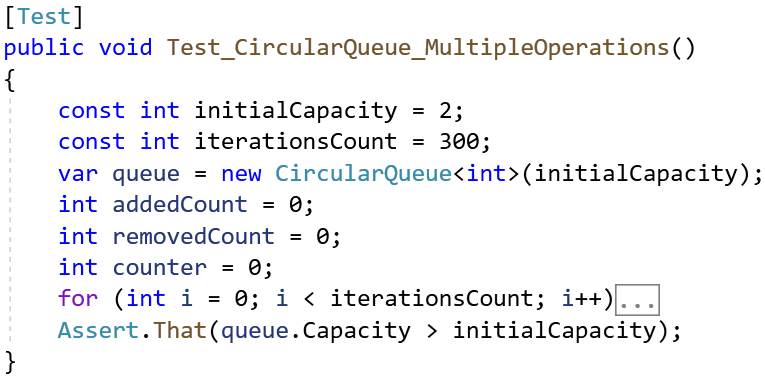 [Test]
public void Test_CircularQueue_MultipleOperations()
{
    const int initialCapacity = 2;
    const int iterationsCount = 300;
    var queue = new CircularQueue<int>(initialCapacity);
    int addedCount = 0;
    int removedCount = 0;
    int counter = 0;
    for (int i = 0; i < iterationsCount; i++)...
    Assert.That(queue.Capacity > initialCapacity);
}